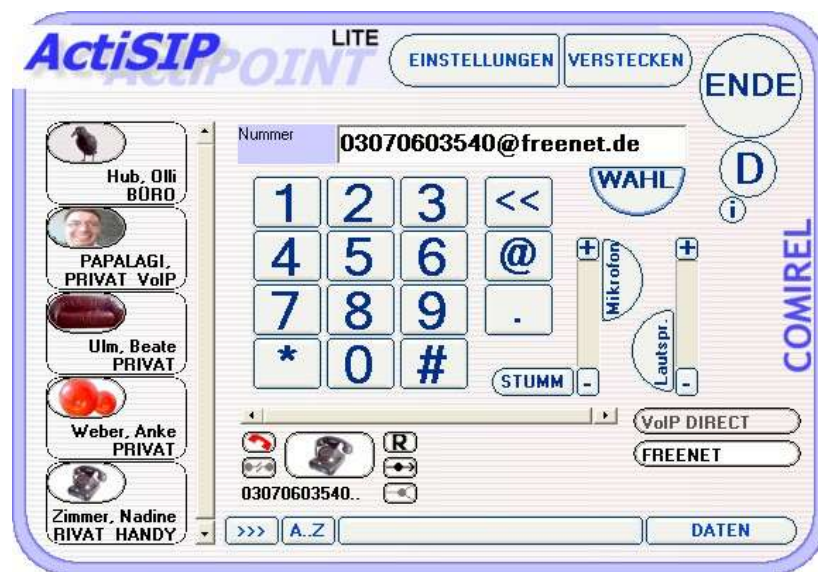 ActiSIP LITE
ActiPOINT
EINSTELLUNGEN VERSTECKEN
ENDE
D
i
Nummer 03070603540@freenet.de
WAHL
1 2 3 <<
4 5 6 @
7 8 9 .
* 0 #
STUMM
+ Mikrofon -
+ Lautspr. -
COMIREL
Hub, Olli
BÜRO
PAPALAGI,
PRIVAT VoIP
Ulm, Beate
PRIVAT
Weber, Anke
PRIVAT
Zimmer, Nadine
RIVAT HANDY
R
03070603540..
VoIP DIRECT
FREENET
>>> A..Z
DATEN